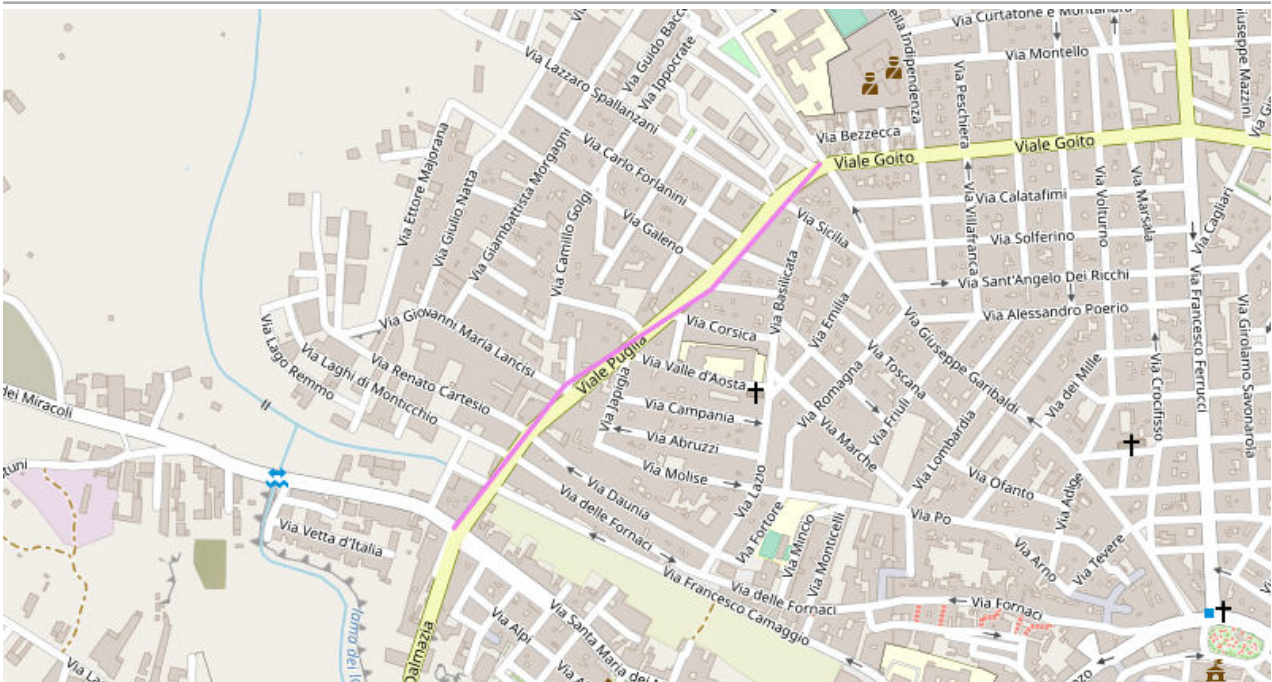 Via Curtatone e Montanara
Via Guido Bacc
Via Ippocrate
ella Indipendenza
Via Montello
iuseppe Mazzini
Via Lazzaro Spallanzani
Via Peschiera
Via Bezzecca
Viale Goito
Viale Goito
Via Ettore Majorana
Via Giulio Natta
Via Giambattista Morgagni
Via Carlo Forlanini
Via Camillo Golgi
Via Galeno
Via Sicilia
Via Villafranca
Via Calatafimi
Via Volturno
Via Marsala
Via Cagliari
Via Solferino
Via Sant'Angelo Dei Ricchi
Via Alessandro Poerio
Via Basilicata
Via Emilia
Via Giovanni Maria Lancisi
Via Corsica
Via Lago Remmo
Via Laghi di Monticchio
Via Renato Cartesio
Viale Puglia
Via Japigia
Via Valle d'Aosta
Via Toscana
Via Giuseppe Garibaldi
Via dei Mille
Via Crocifisso
Via Francesco Ferrucci
Via Girolamo Savonarola
dei Miracoli
Via Campania
Via Romagna
Via Friuli
Via Abruzzi
Via Marche
Via Lombardia
Via Molise
Via Lazio
Via Ofanto
Via Adige
tuni
Via Daunia
Via delle Fornaci
Via Fortore
Via Mincio
Via Monticelli
Via Po
Via Arno
Via Tevere
Via Vetta d'Italia
Via Francesco Camaggio
Via delle Fornaci
Via Fornaci
Via Alpi
Via Santa Maria dei
lama dei
Dalmazia
Via La